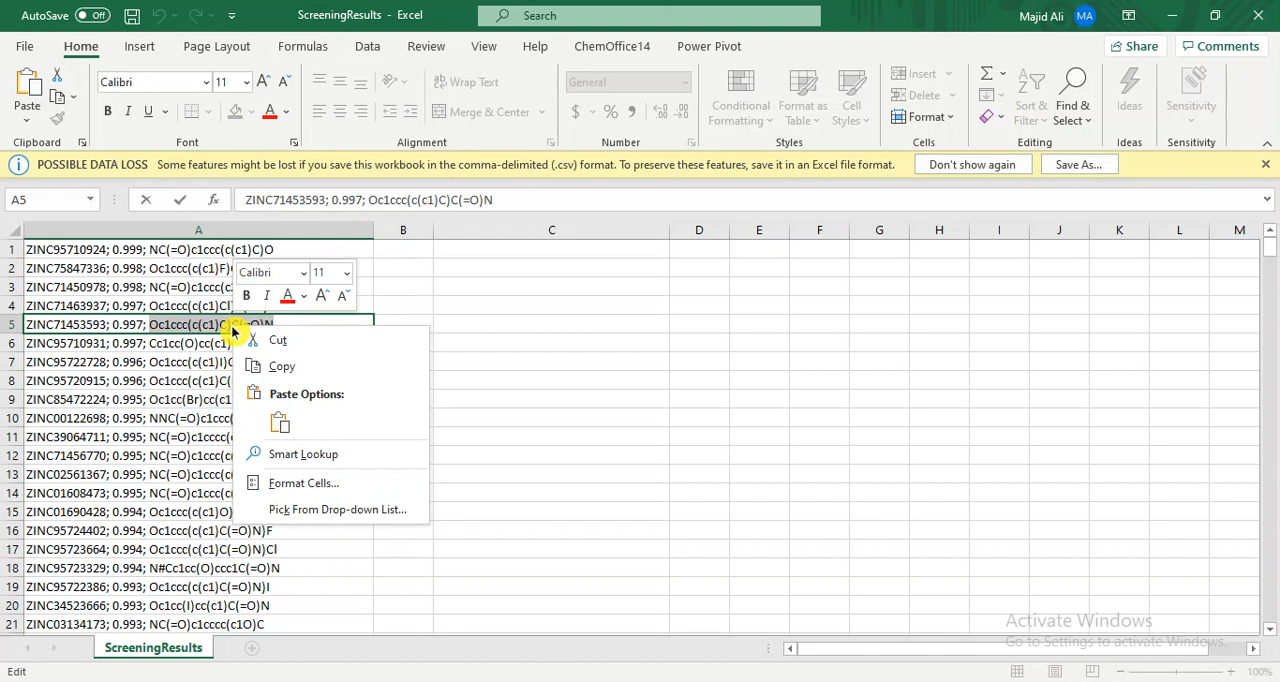 AutoSave Off ScreeningResults - Excel Search Majid Ali MA
File Home Insert Page Layout Formulas Data Review View Help ChemOffice14 Power Pivot Share Comments
Paste Calibri 11 Wrap Text General Conditional Formatting Format as Table Cell Styles Insert Delete Format Sort & Filter Find & Select Ideas Sensitivity
B I U Merge & Center
Clipboard Font Alignment Number Styles Cells Editing Ideas Sensitivity
POSSIBLE DATA LOSS Some features might be lost if you save this workbook in the comma-delimited (.csv) format. To preserve these features, save it in an Excel file format. Don't show again Save As...
A5 fx ZINC71453593; 0.997; Oc1ccc(c(c1)C)C(=O)N
A B C D E F G H I J K L M
1 ZINC95710924; 0.999; NC(=O)c1ccc(c(c1)C)O
2 ZINC75847336; 0.998; Oc1ccc(c(c1)F)
3 ZINC71450978; 0.998;
4 ZINC71463937; 0.997; Oc1ccc(c(c1)Cl
5 ZINC71453593; 0.997; Oc1ccc(c(c1)C)C(=O)N
6 ZINC95710931; 0.997; Cc1cc(O)cc(c1)
7 ZINC95722728; 0.996; Oc1ccc(c(c1)I)
8 ZINC95720915; 0.996; Oc1ccc(c(c1)C(
9 ZINC85472224; 0.995; Oc1cc(Br)cc(c1
10 ZINC00122698; 0.995; NNC(=O)c1ccc(
11 ZINC39064711; 0.995; NC(=O)c1cccc(
12 ZINC71456770; 0.995; NC(=O)c1ccc(c
13 ZINC02561367; 0.995; NC(=O)c1ccc(c
14 ZINC01608473; 0.995; NC(=O)c1ccc(c
15 ZINC01690428; 0.994; Oc1ccc(c(c1)O)
16 ZINC95724402; 0.994; Oc1ccc(c(c1)C(=O)N)F
17 ZINC95723664; 0.994; Oc1ccc(c(c1)C(=O)N)Cl
18 ZINC95723329; 0.994; N#Cc1cc(O)ccc1C(=O)N
19 ZINC95722386; 0.993; Oc1ccc(c(c1)C(=O)N)I
20 ZINC34523666; 0.993; Oc1cc(I)cc(c1)C(=O)N
21 ZINC03134173; 0.993; NC(=O)c1cccc(c1O)C
Calibri 11
B I A A A
Cut
Copy
Paste Options:
Smart Lookup
Format Cells...
Pick From Drop-down List...
Activate Windows
Go to Settings to activate Windows.
ScreeningResults
Edit 100%